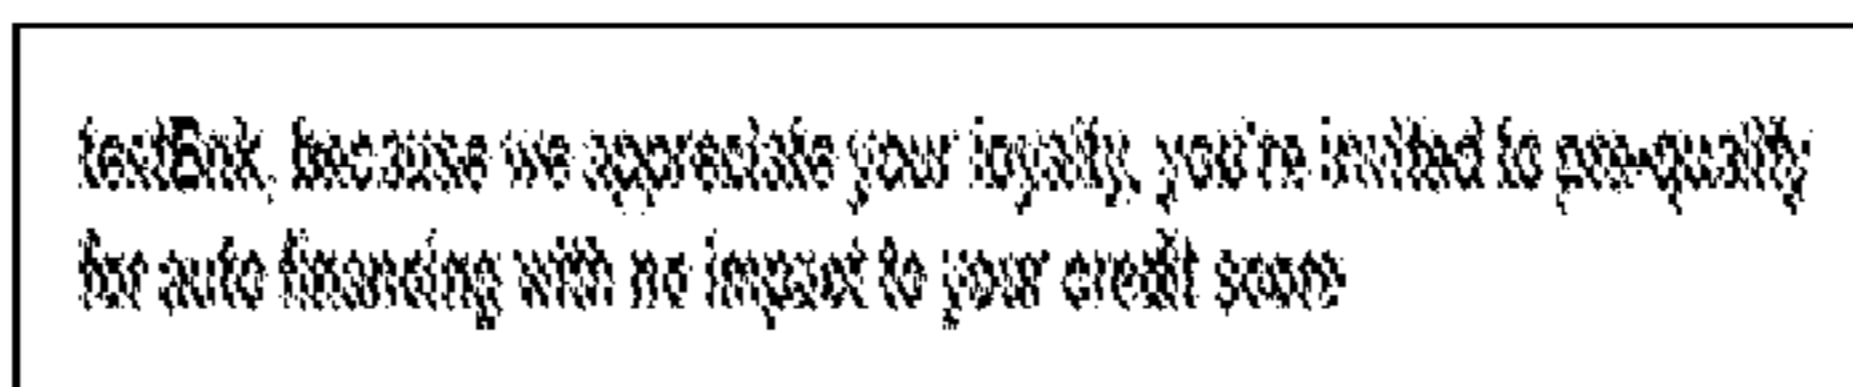 testBnk, because we appreciate your loyalty, you're invited to pre-qualify
for auto financing with no impact to your credit score